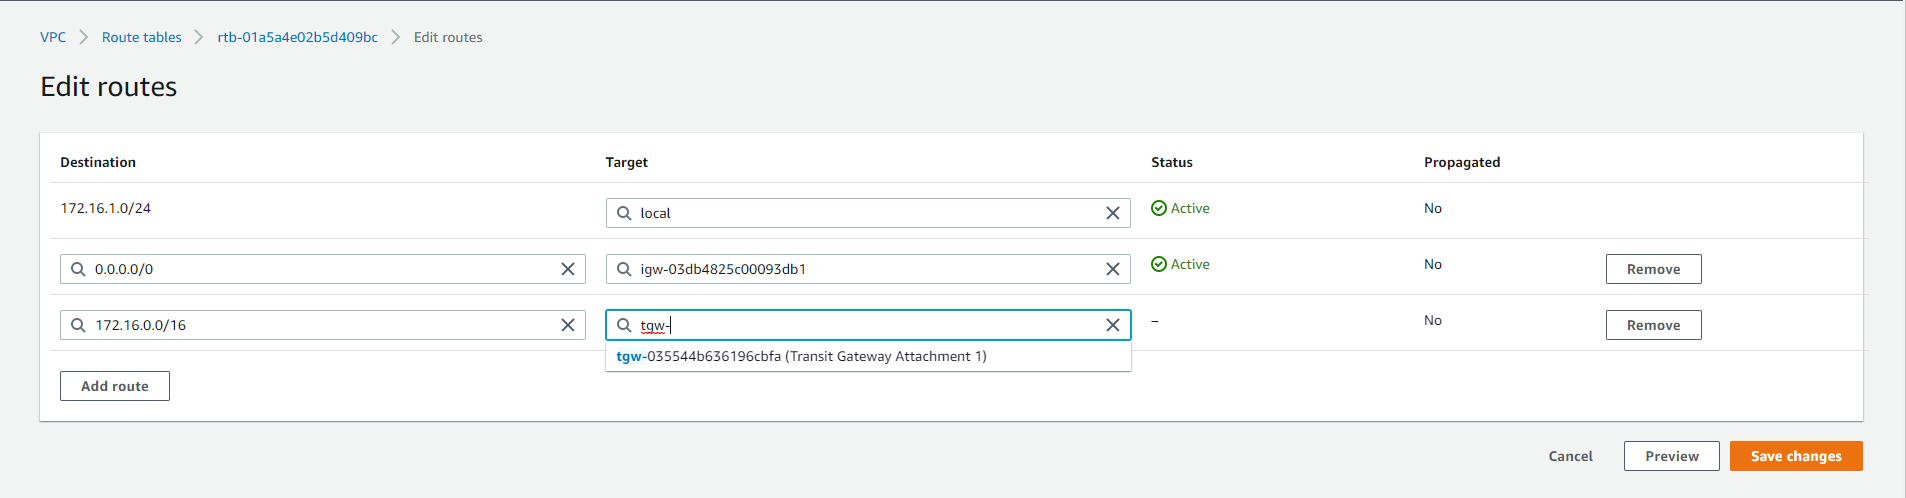 VPC > Route tables > rtb-01a5a4e02b5d409bc > Edit routes
Edit routes
Destination Target Status Propagated
172.16.1.0/24 local Active No
0.0.0.0/0 igw-03db4825c00093db1 Active No Remove
172.16.0.0/16 tgw- – No Remove
tgw-035544b636196cbfa (Transit Gateway Attachment 1)
Add route
Cancel Preview Save changes